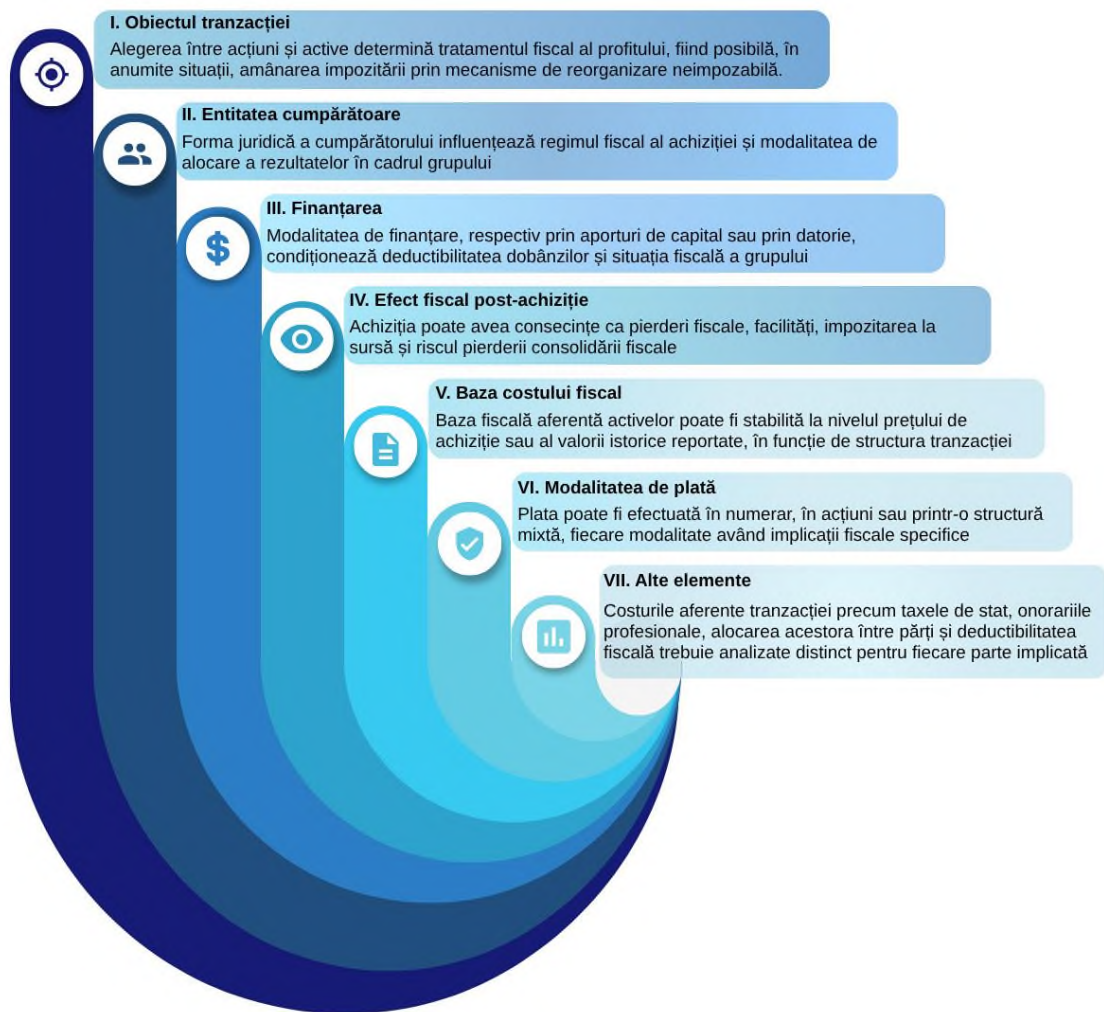 I. Obiectul tranzacției
Alegerea între acțiuni și active determină tratamentul fiscal al profitului, fiind posibilă, în
anumite situații, amânarea impozitării prin mecanisme de reorganizare neimpozabilă.
II. Entitatea cumpărătoare
Forma juridică a cumpărătorului influențează regimul fiscal al achiziției și modalitatea de
alocare a rezultatelor în cadrul grupului
III. Finanțarea
Modalitatea de finanțare, respectiv prin aporturi de capital sau prin datorie,
condiționează deductibilitatea dobânzilor și situația fiscală a grupului
$
IV. Efect fiscal post-achiziție
Achiziția poate avea consecințe ca pierderi fiscale, facilități, impozitarea la
sursă și riscul pierderii consolidării fiscale
V. Baza costului fiscal
Baza fiscală aferentă activelor poate fi stabilită la nivelul prețului de
achiziție sau al valorii istorice reportate, în funcție de structura tranzacției
VI. Modalitatea de plată
Plata poate fi efectuată în numerar, în acțiuni sau printr-o structură
mixtă, fiecare modalitate având implicații fiscale specifice
VII. Alte elemente
Costurile aferente tranzacției precum taxele de stat, onorariile
profesionale, alocarea acestora între părți și deductibilitatea
fiscală trebuie analizate distinct pentru fiecare parte implicată